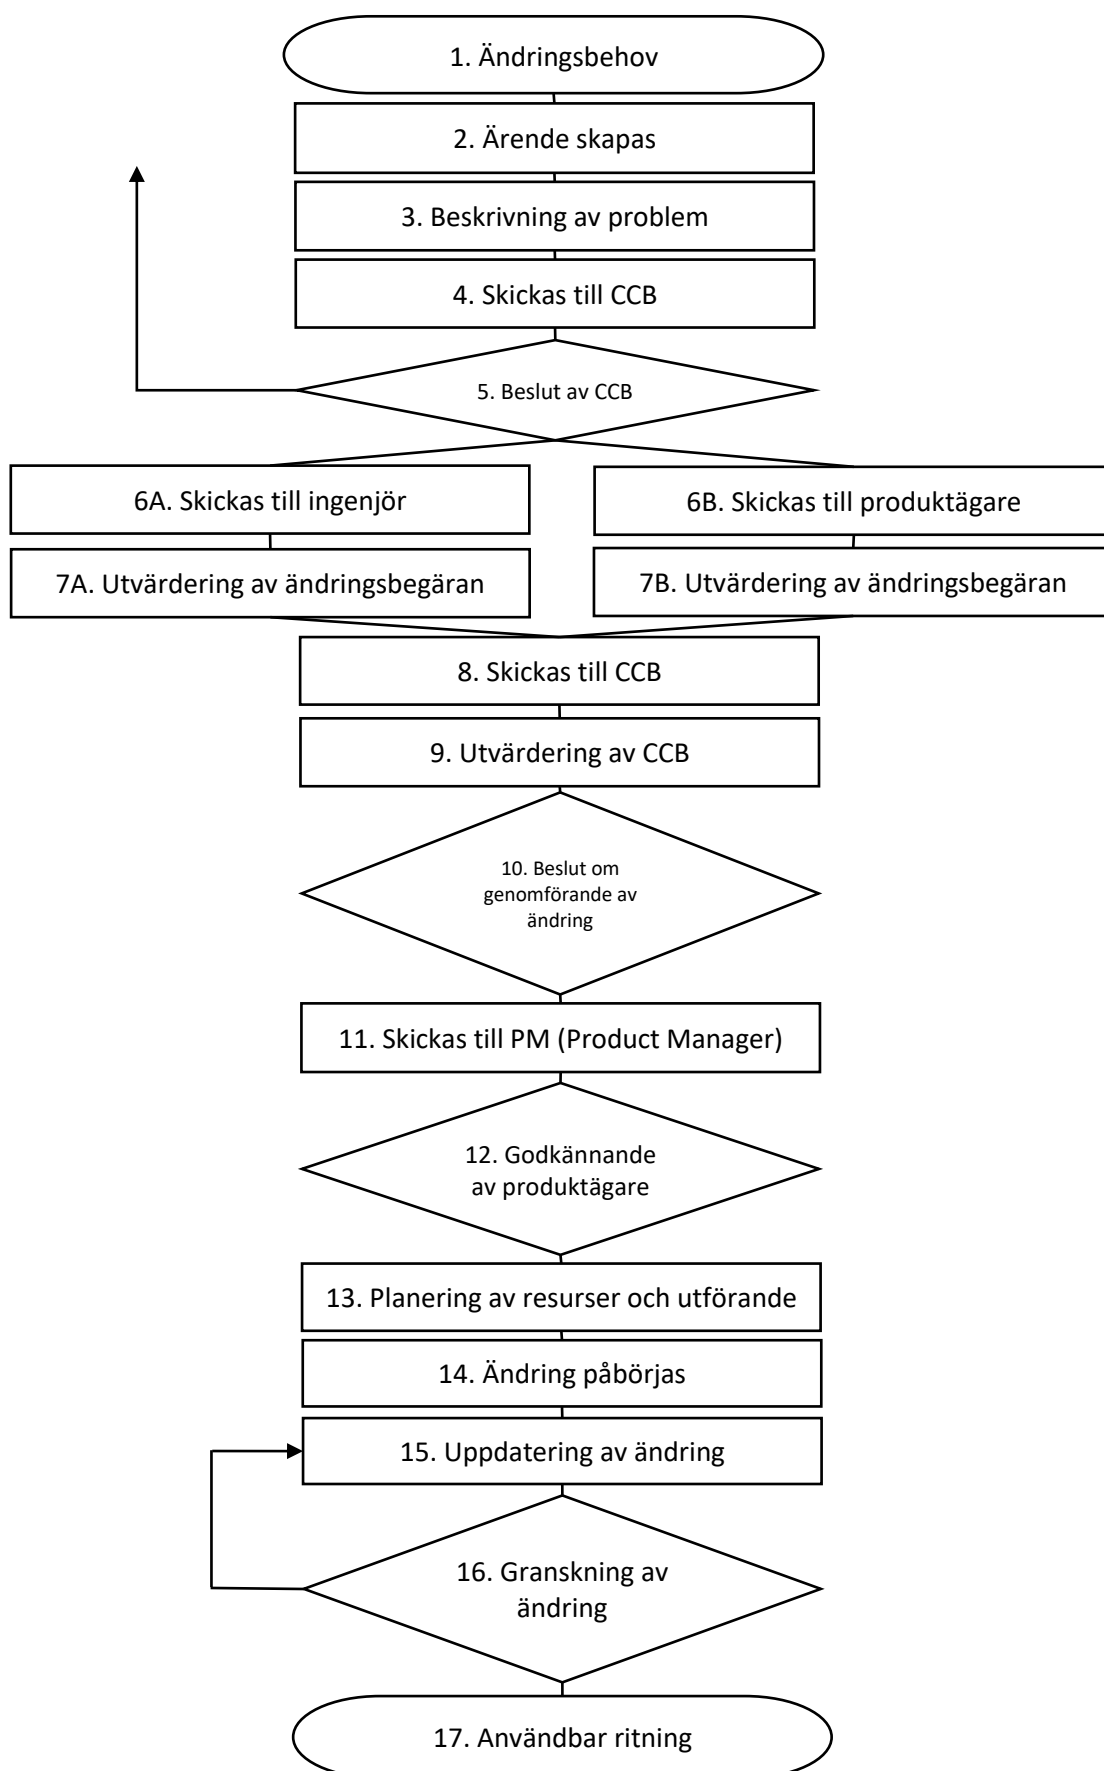 1. Ändringsbehov
2. Ärende skapas
3. Beskrivning av problem
4. Skickas till CCB
5. Beslut av CCB
6A. Skickas till ingenjör
6B. Skickas till produktägare
7A. Utvärdering av ändringsbegäran
7B. Utvärdering av ändringsbegäran
8. Skickas till CCB
9. Utvärdering av CCB
10. Beslut om
genomförande av
ändring
11. Skickas till PM (Product Manager)
12. Godkännande
av produktägare
13. Planering av resurser och utförande
14. Ändring påbörjas
15. Uppdatering av ändring
16. Granskning av
ändring
17. Användbar ritning